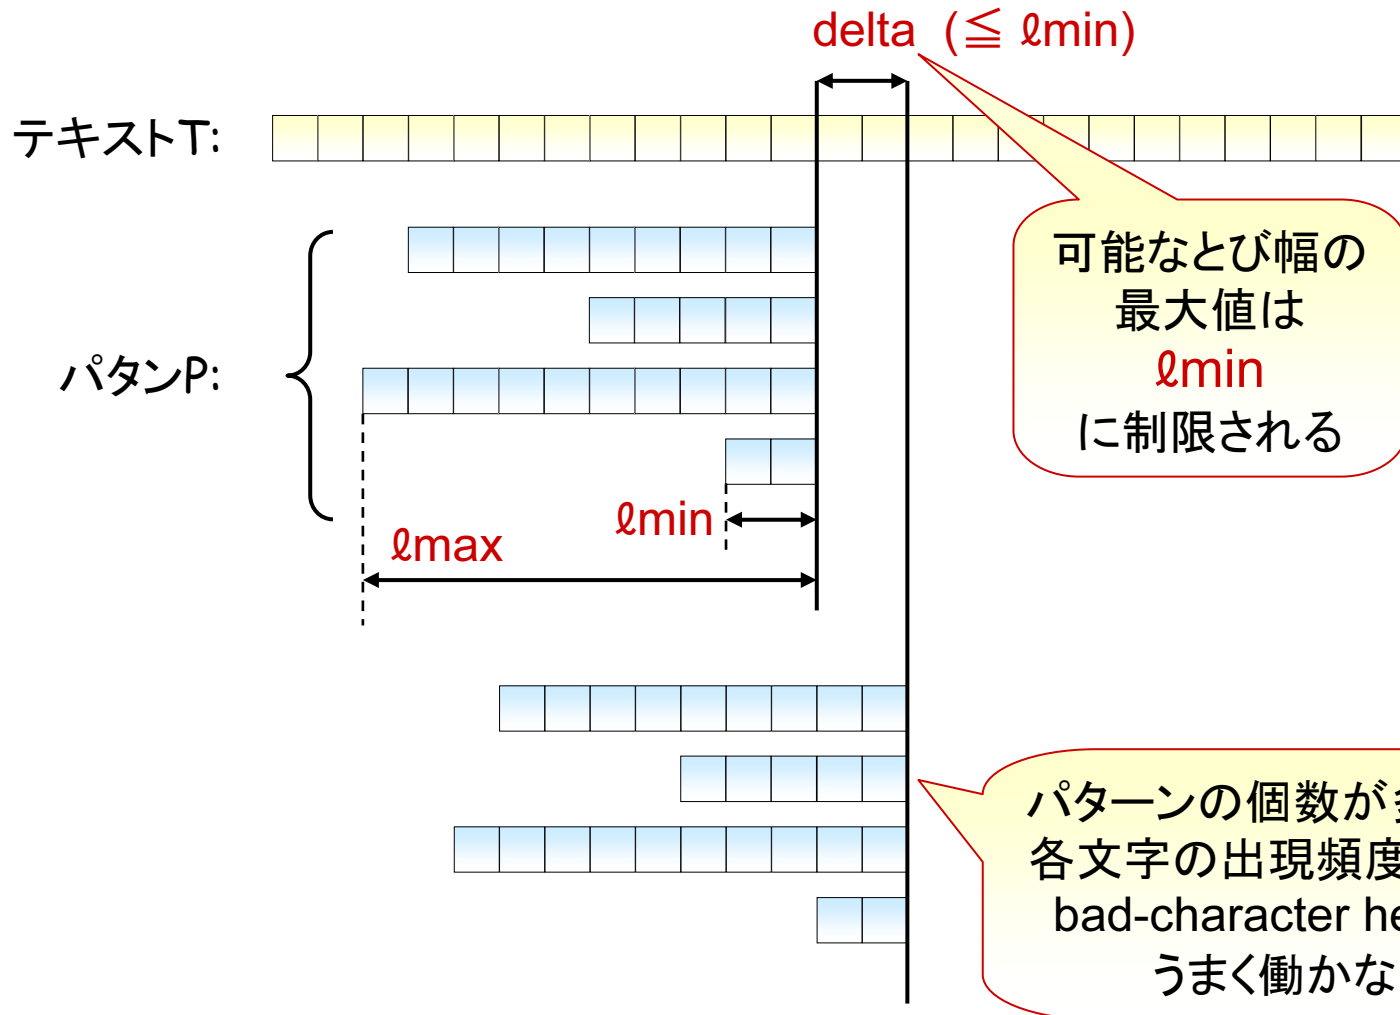 delta (≦ ℓmin)
テキストT:
可能なとび幅の
最大値は
ℓmin
に制限される
パタンP:
ℓmin
ℓmax
パターンの個数が
各文字の出現頻度
bad-character
うまく働かな